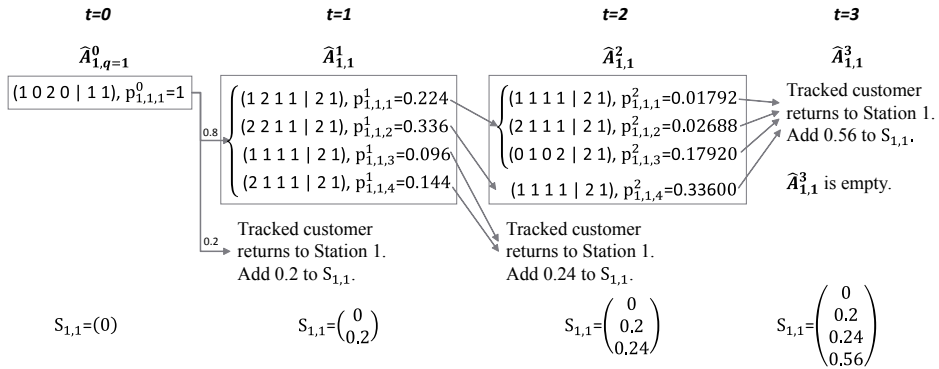 t=0
t=1
t=2
t=3
Â⁰₁,q=1
Â¹₁,₁
Â²₁,₁
Â³₁,₁
(1 0 2 0 | 1 1), p⁰₁,₁,₁=1
0.8
0.2
(1 2 1 1 | 2 1), p¹₁,₁,₁=0.224
(2 2 1 1 | 2 1), p¹₁,₁,₂=0.336
(1 1 1 1 | 2 1), p¹₁,₁,₃=0.096
(2 1 1 1 | 2 1), p¹₁,₁,₄=0.144
Tracked customer
returns to Station 1.
Add 0.2 to S₁,₁.
(1 1 1 1 | 2 1), p²₁,₁,₁=0.01792
(2 1 1 1 | 2 1), p²₁,₁,₂=0.02688
(0 1 0 2 | 2 1), p²₁,₁,₃=0.17920
(1 1 1 1 | 2 1), p²₁,₁,₄=0.33600
Tracked customer
returns to Station 1.
Add 0.24 to S₁,₁.
Tracked customer
returns to Station 1.
Add 0.56 to S₁,₁.
Â³₁,₁ is empty.
S₁,₁=(0)
S₁,₁=(0
0.2)
S₁,₁=(0
0.2
0.24)
S₁,₁=(0
0.2
0.24
0.56)